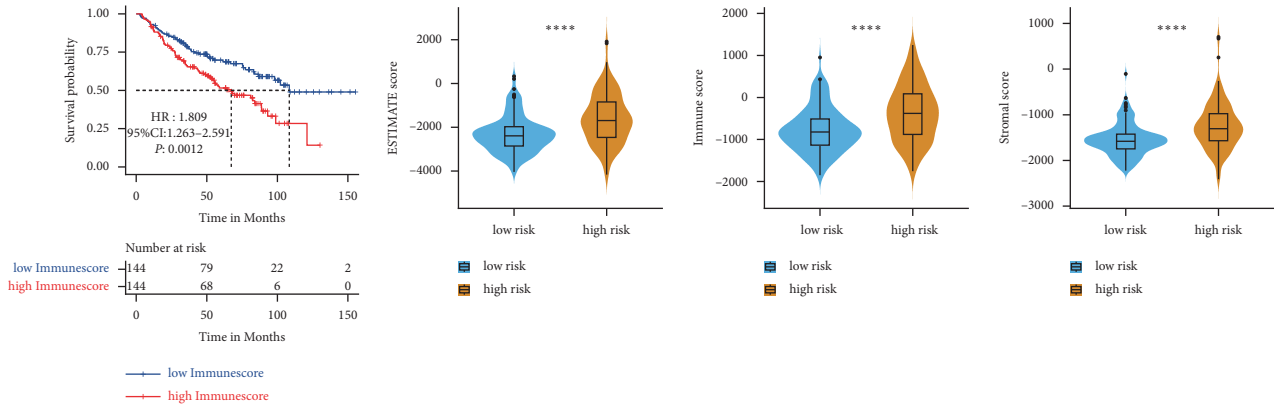 Survival probability
1.00
0.75
0.50
0.25
0.00
HR : 1.809
95%CI:1.263–2.591
P: 0.0012
0 50 100 150
Time in Months
Number at risk
low Immunescore 144 79 22 2
high Immunescore 144 68 6 0
0 50 100 150
Time in Months
low Immunescore
high Immunescore
ESTIMATE score
2000
0
–2000
–4000
****
low risk high risk
low risk
high risk
Immune score
2000
1000
0
–1000
–2000
****
low risk high risk
low risk
high risk
Stromal score
1000
0
–1000
–2000
–3000
****
low risk high risk
low risk
high risk